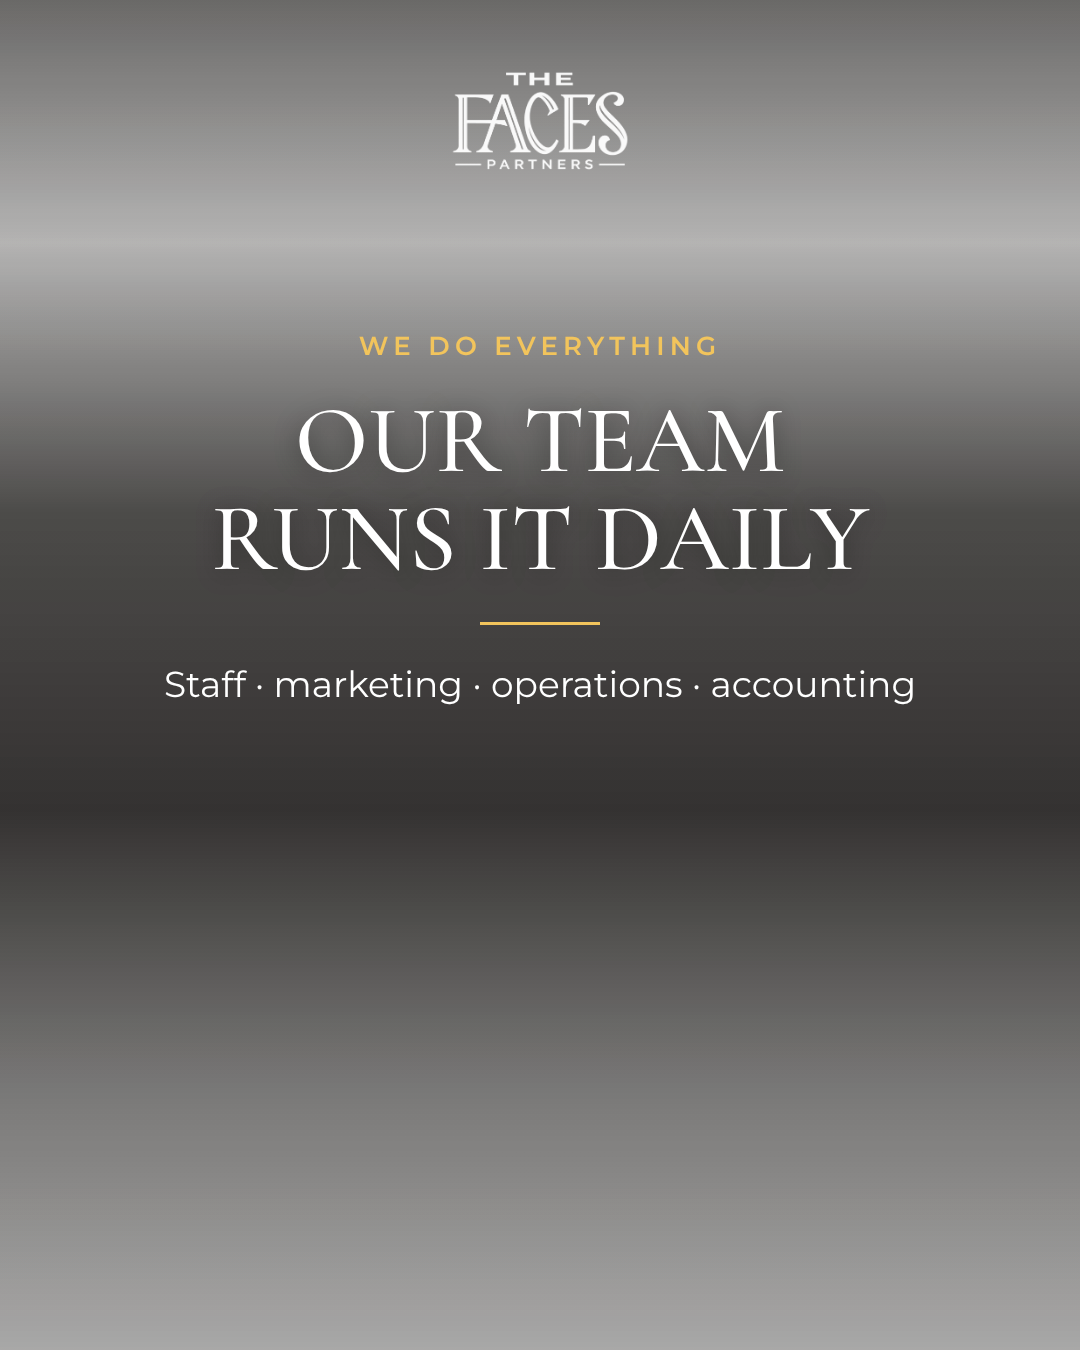 THE
FACES
PARTNERS
WE DO EVERYTHING
OUR TEAM
RUNS IT DAILY
Staff · marketing · operations · accounting